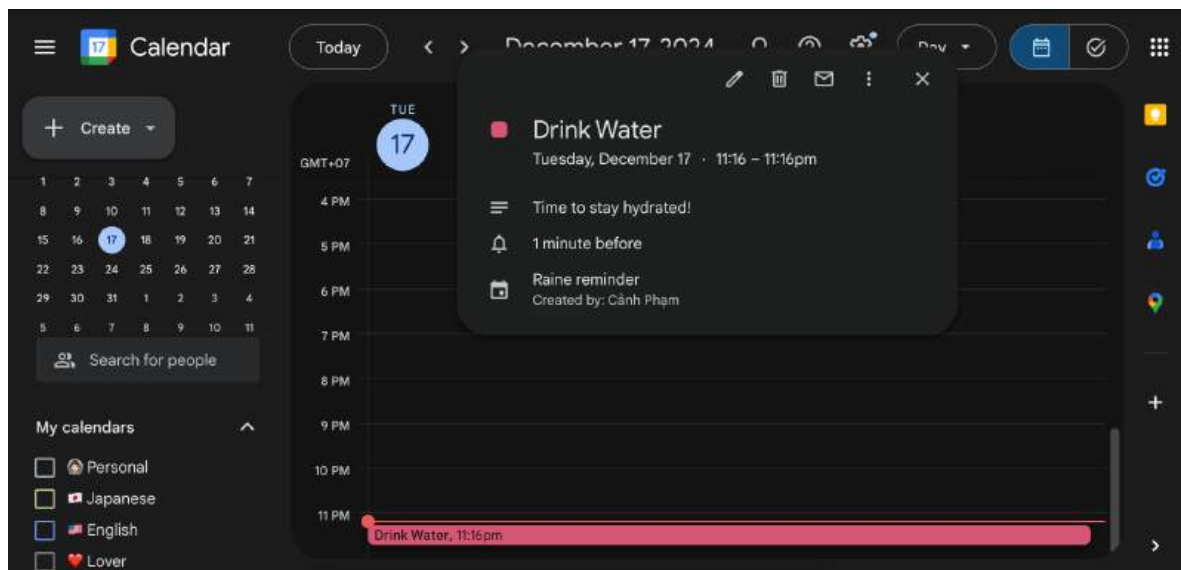 17 Calendar Today December 17 2024 Day
Create
TUE
17
GMT+07
1 2 3 4 5 6 7
8 9 10 11 12 13 14
15 16 17 18 19 20 21
22 23 24 25 26 27 28
29 30 31 1 2 3 4
5 6 7 8 9 10 11
Search for people
My calendars
Personal
Japanese
English
Lover
4 PM
5 PM
6 PM
7 PM
8 PM
9 PM
10 PM
11 PM
Drink Water, 11:16pm
Drink Water
Tuesday, December 17 · 11:16 – 11:16pm
Time to stay hydrated!
1 minute before
Raine reminder
Created by: Cảnh Phạm